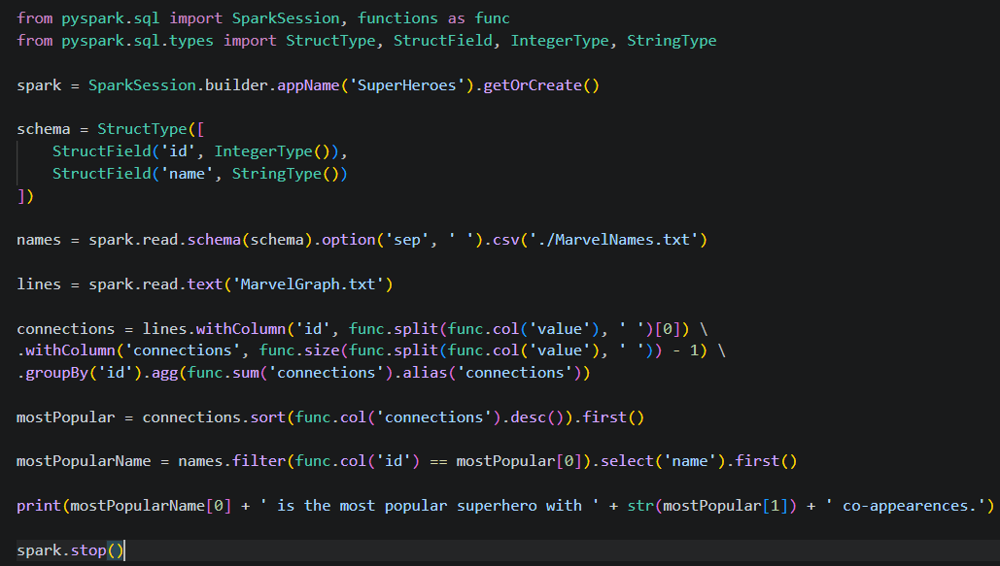 from pyspark.sql import SparkSession, functions as func
from pyspark.sql.types import StructType, StructField, IntegerType, StringType
spark = SparkSession.builder.appName('SuperHeroes').getOrCreate()
schema = StructType([
    StructField('id', IntegerType()),
    StructField('name', StringType())
])
names = spark.read.schema(schema).option('sep', ' ').csv('./MarvelNames.txt')
lines = spark.read.text('MarvelGraph.txt')
connections = lines.withColumn('id', func.split(func.col('value'), ' ')[0]) \
.withColumn('connections', func.size(func.split(func.col('value'), ' ')) - 1) \
.groupBy('id').agg(func.sum('connections').alias('connections'))
mostPopular = connections.sort(func.col('connections').desc()).first()
mostPopularName = names.filter(func.col('id') == mostPopular[0]).select('name').first()
print(mostPopularName[0] + ' is the most popular superhero with ' + str(mostPopular[1]) + ' co-appearences.')
spark.stop()